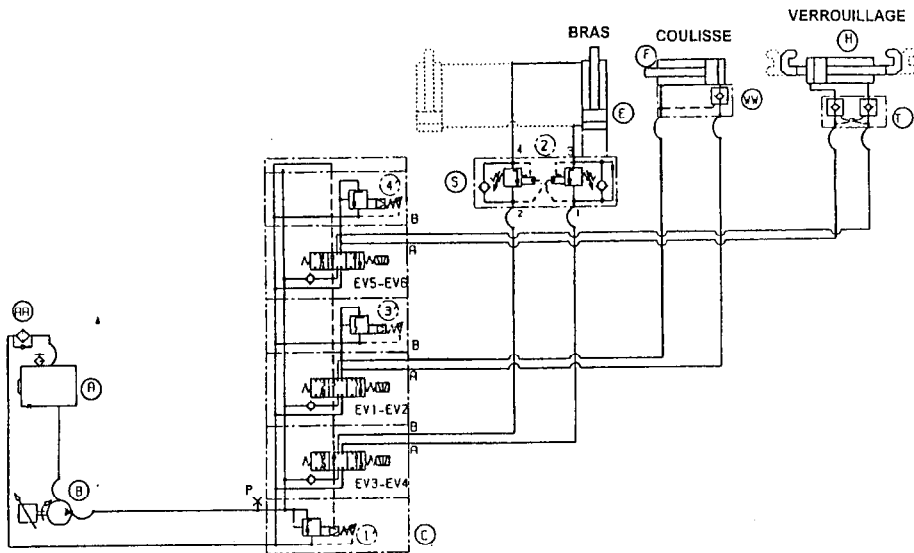 VERROUILLAGE
BRAS
COULISSE
H
F
WW
E
T
4
2
3
S
2
1
4
B
A
EV5-EV6
3
B
A
EV1-EV2
B
A
EV3-EV4
AA
A
B
P
1
C